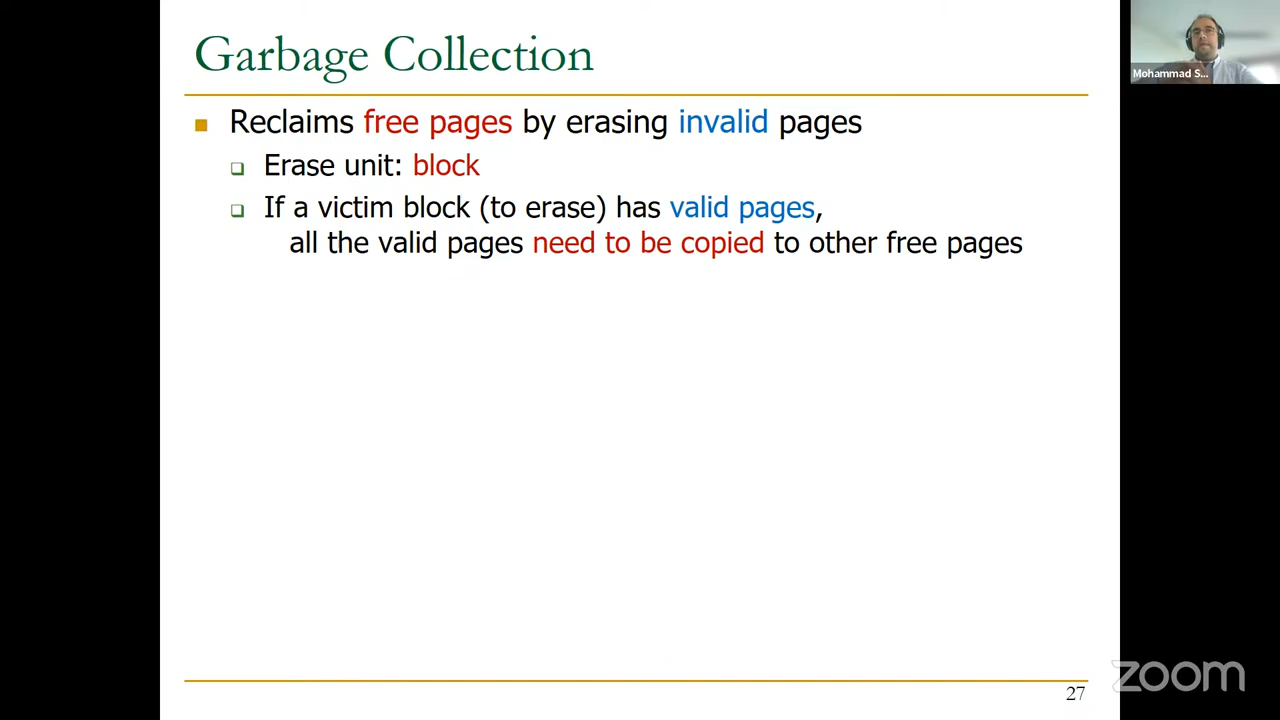 Garbage Collection
Mohammad S...
Reclaims free pages by erasing invalid pages
Erase unit: block
If a victim block (to erase) has valid pages,
all the valid pages need to be copied to other free pages
27
zoom